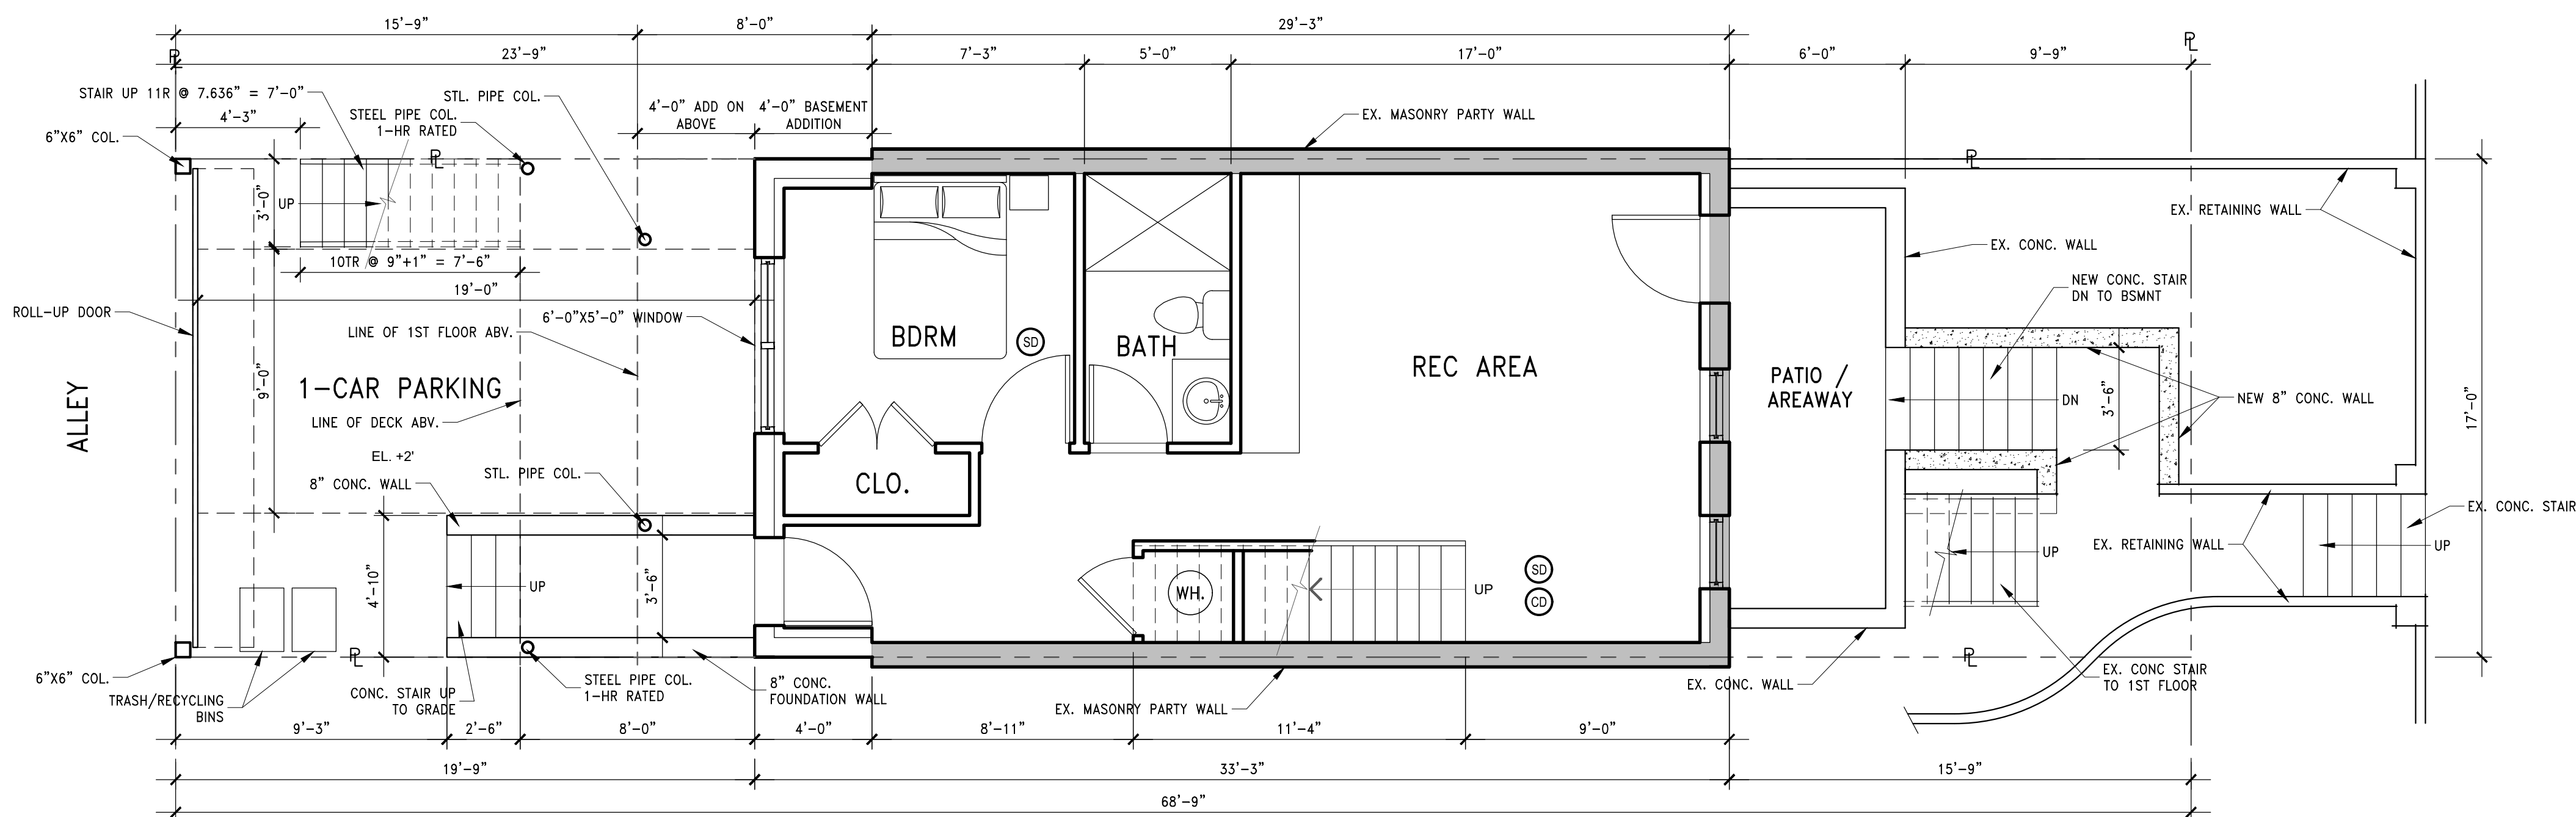 15'-9"
8'-0"
29'-3"
PL
23'-9"
7'-3"
5'-0"
17'-0"
6'-0"
9'-9"
PL
STAIR UP 11R @ 7.636" = 7'-0"
STL. PIPE COL.
4'-3"
STEEL PIPE COL.
1-HR RATED
4'-0" ADD ON
ABOVE
4'-0" BASEMENT
ADDITION
EX. MASONRY PARTY WALL
6"X6" COL.
PL
PL
3'-0"
UP
EX. RETAINING WALL
EX. CONC. WALL
10TR @ 9"+1" = 7'-6"
19'-0"
NEW CONC. STAIR
DN TO BSMNT
ROLL-UP DOOR
6'-0"X5'-0" WINDOW
LINE OF 1ST FLOOR ABV.
BDRM
SD
BATH
REC AREA
PATIO /
AREAWAY
9'-0"
1-CAR PARKING
ALLEY
DN
3'-6"
NEW 8" CONC. WALL
17'-0"
LINE OF DECK ABV.
EL. +2'
STL. PIPE COL.
8" CONC. WALL
CLO.
EX. CONC. STAIR
EX. RETAINING WALL
UP
UP
4'-10"
UP
3'-6"
WH.
UP
SD
CD
PL
PL
6"X6" COL.
TRASH/RECYCLING
BINS
CONC. STAIR UP
TO GRADE
STEEL PIPE COL.
1-HR RATED
8" CONC.
FOUNDATION WALL
EX. MASONRY PARTY WALL
EX. CONC. WALL
EX. CONC STAIR
TO 1ST FLOOR
9'-3"
2'-6"
8'-0"
4'-0"
8'-11"
11'-4"
9'-0"
19'-9"
33'-3"
15'-9"
68'-9"